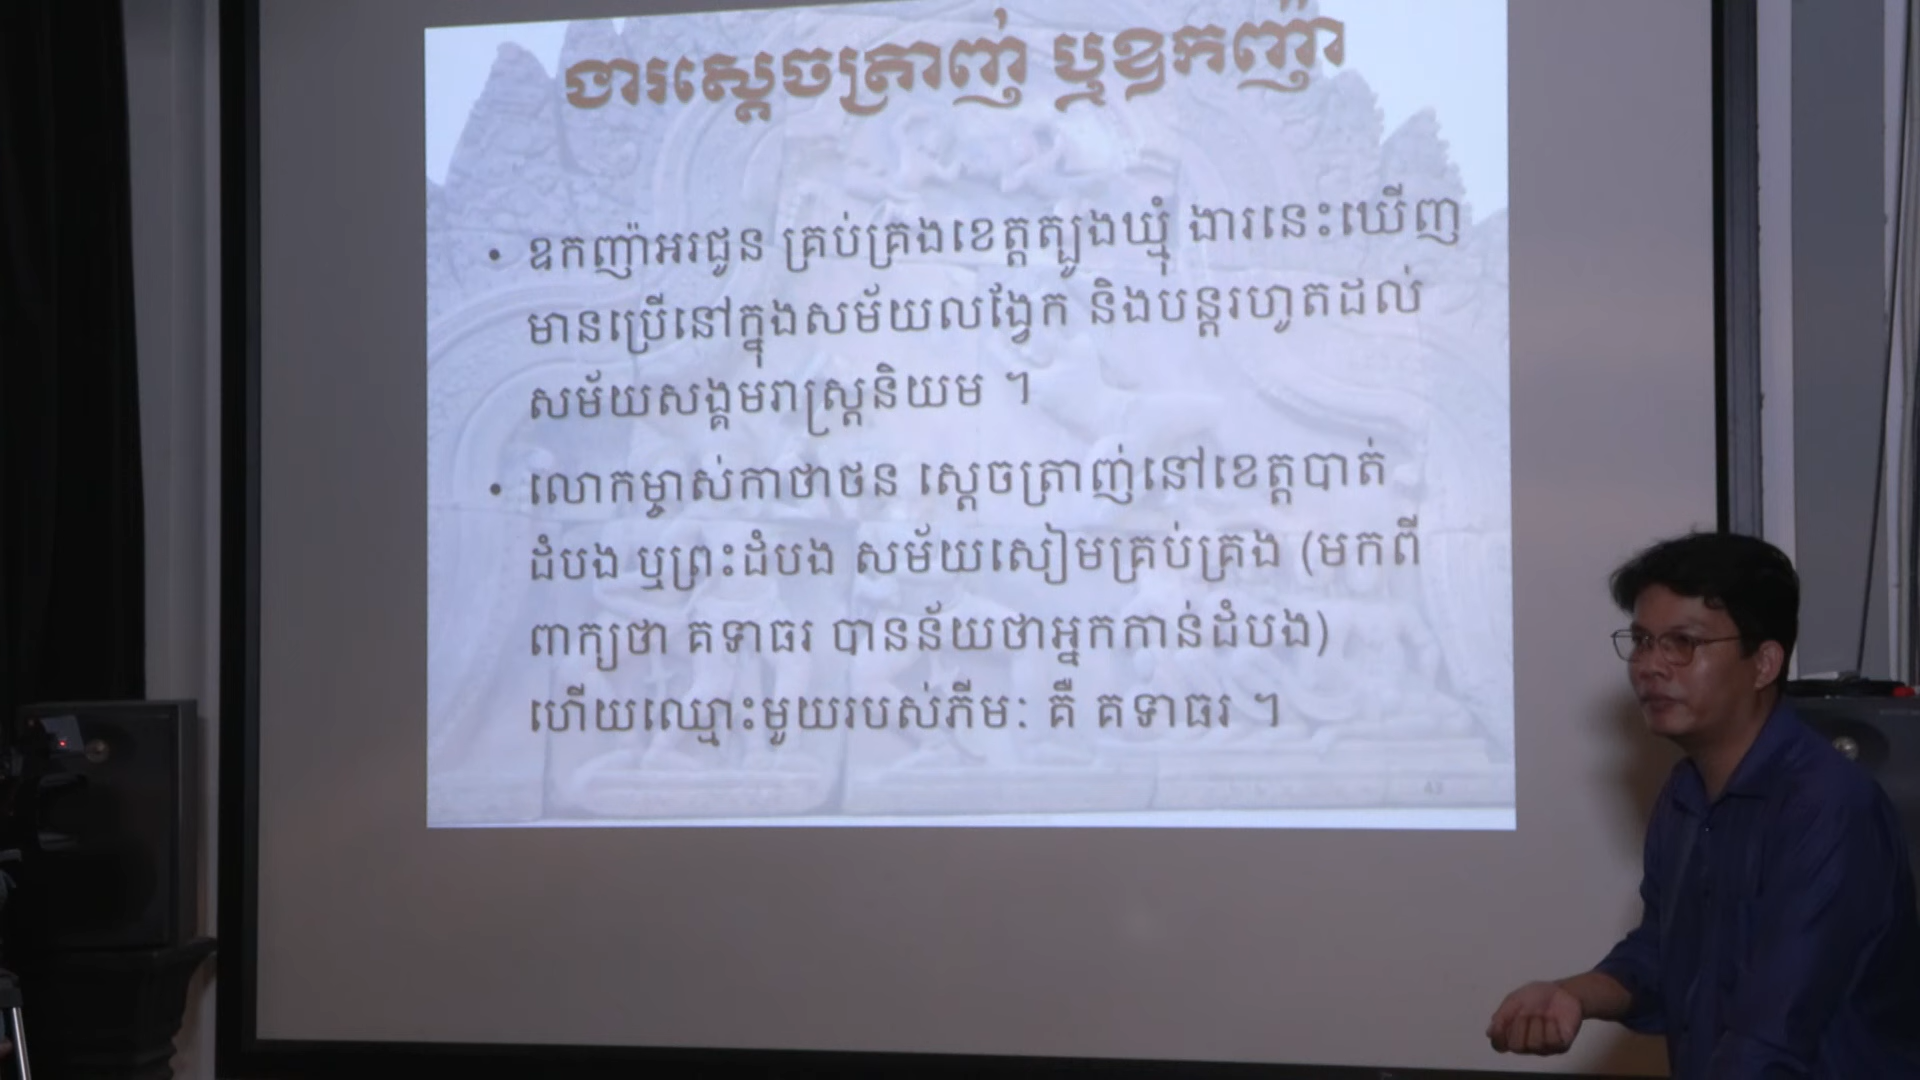 ងារស្ដេចត្រាញ់ ឬឧកញ៉ា
• ឧកញ៉ាអរជូន គ្រប់គ្រងខេត្តត្បូងឃ្មុំ ងារនេះឃើញ
មានប្រើនៅក្នុងសម័យលង្វែក និងបន្តរហូតដល់
សម័យសង្គមរាស្ត្រនិយម ។
• លោកម្ចាស់កាថាថន ស្ដេចត្រាញ់នៅខេត្តបាត់
ដំបង ឬព្រះដំបង សម័យសៀមគ្រប់គ្រង (មកពី
ពាក្យថា គទាធរ បានន័យថាអ្នកកាន់ដំបង)
ហើយឈ្មោះមួយរបស់ភីមៈ គឺ គទាធរ ។
43